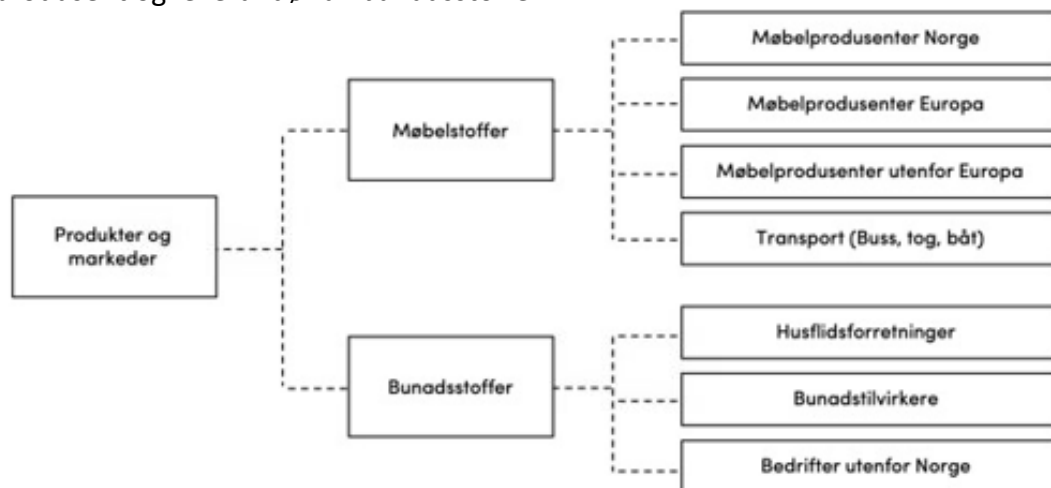 Møbelprodusenter Norge
Møbelprodusenter Europa
Møbelstoffer
Møbelprodusenter utenfor Europa
Produkter og
markeder
Transport (Buss, tog, båt)
Husflidsforretninger
Bunadsstoffer
Bunadstilvirkere
Bedrifter utenfor Norge